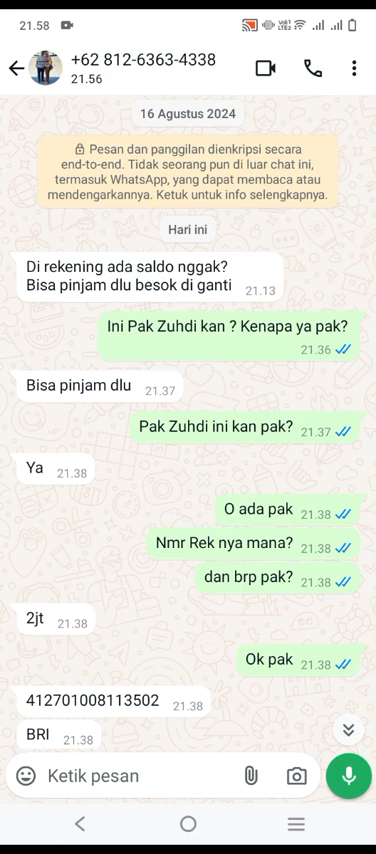 21.58
VoLTE1
LTE2
+62 812-6363-4338
21.56
16 Agustus 2024
Pesan dan panggilan dienkripsi secara
end-to-end. Tidak seorang pun di luar chat ini,
termasuk WhatsApp, yang dapat membaca atau
mendengarkannya. Ketuk untuk info selengkapnya.
Hari ini
Di rekening ada saldo nggak?
Bisa pinjam dlu besok di ganti 21.13
Ini Pak Zuhdi kan ? Kenapa ya pak?
21.36
Bisa pinjam dlu 21.37
Pak Zuhdi ini kan pak? 21.37
Ya 21.38
O ada pak 21.38
Nmr Rek nya mana? 21.38
dan brp pak? 21.38
2jt 21.38
Ok pak 21.38
412701008113502 21.38
BRI 21.38
Ketik pesan